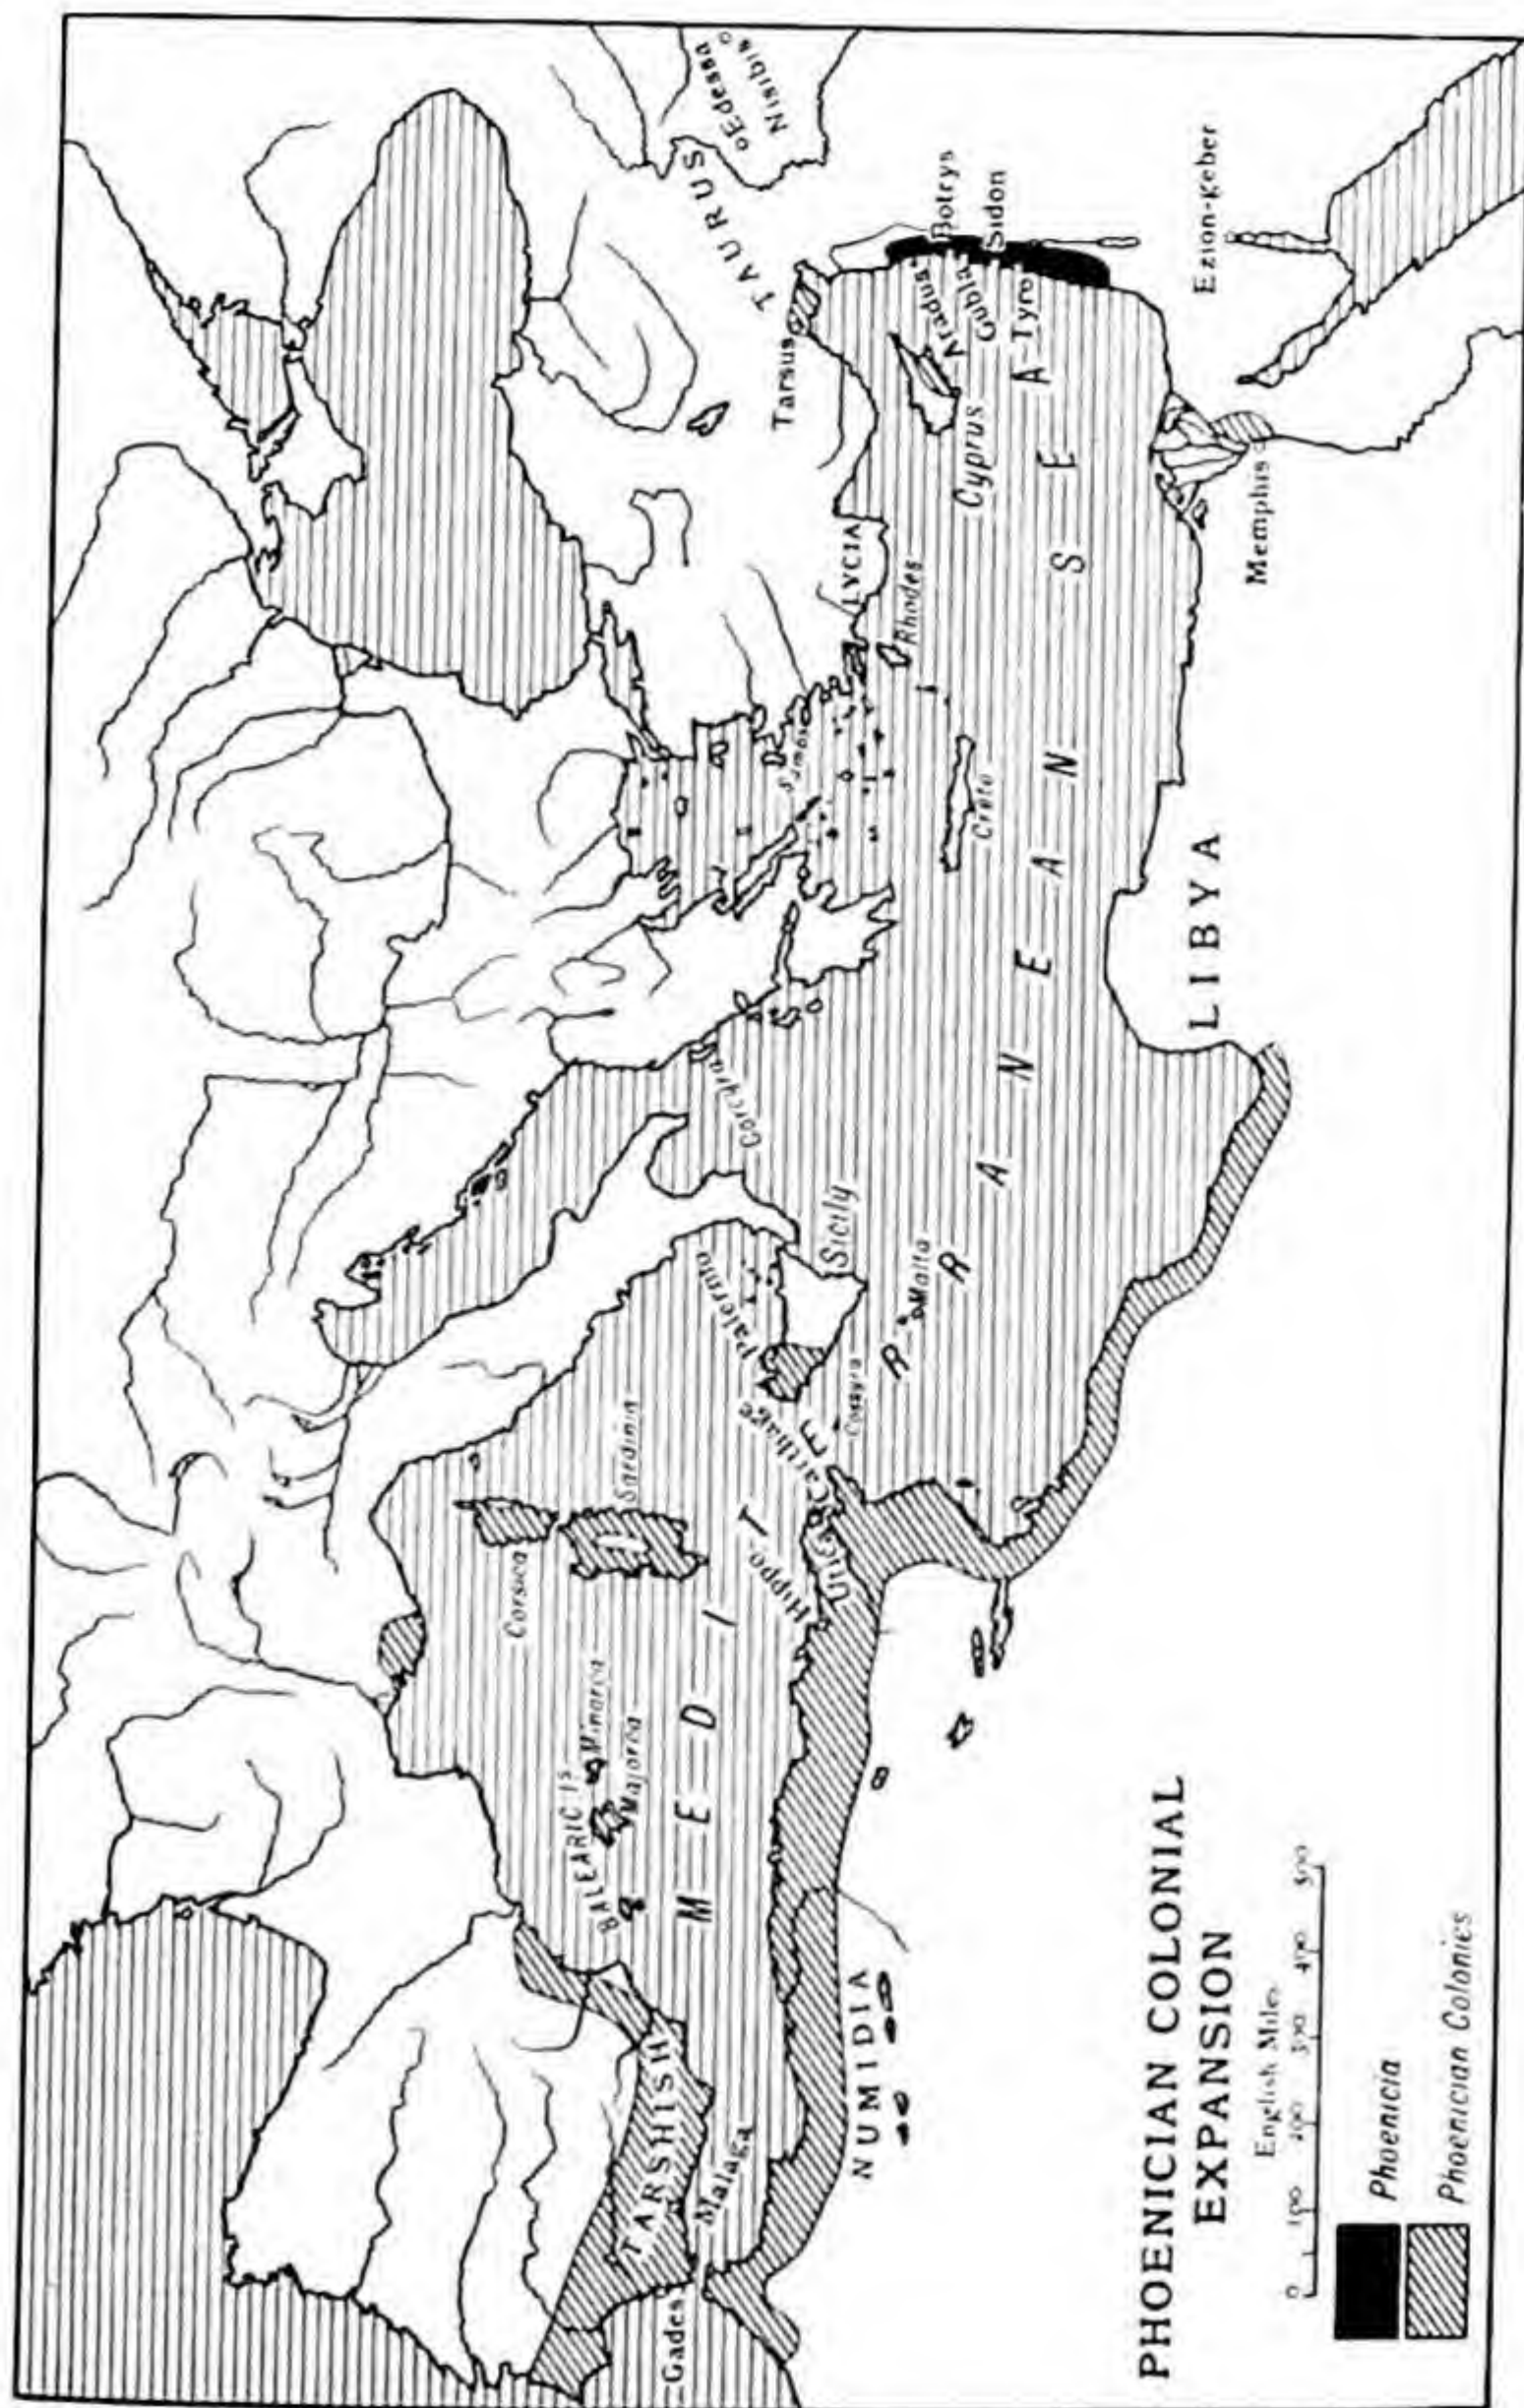 PHOENICIAN COLONIAL
EXPANSION
English Miles
0 100 200 300 400 500
Phoenicia
Phoenician Colonies
MEDITERRANEAN SEA
Edessa
Nisibis
TAURUS
Tarsus
Botrys
Sidon
Aradus
Gubla
Tyre
Ezion-geber
Cyprus
Memphis
LYCIA
Rhodes
Crete
LIBYA
Corcyra
Sicily
Malta
Palermo
Carthage
Utica
Hippo
Sardinia
Corsica
BALEARIC Is
Minorca
Majorca
NUMIDIA
TARSHISH
Malaga
Gades